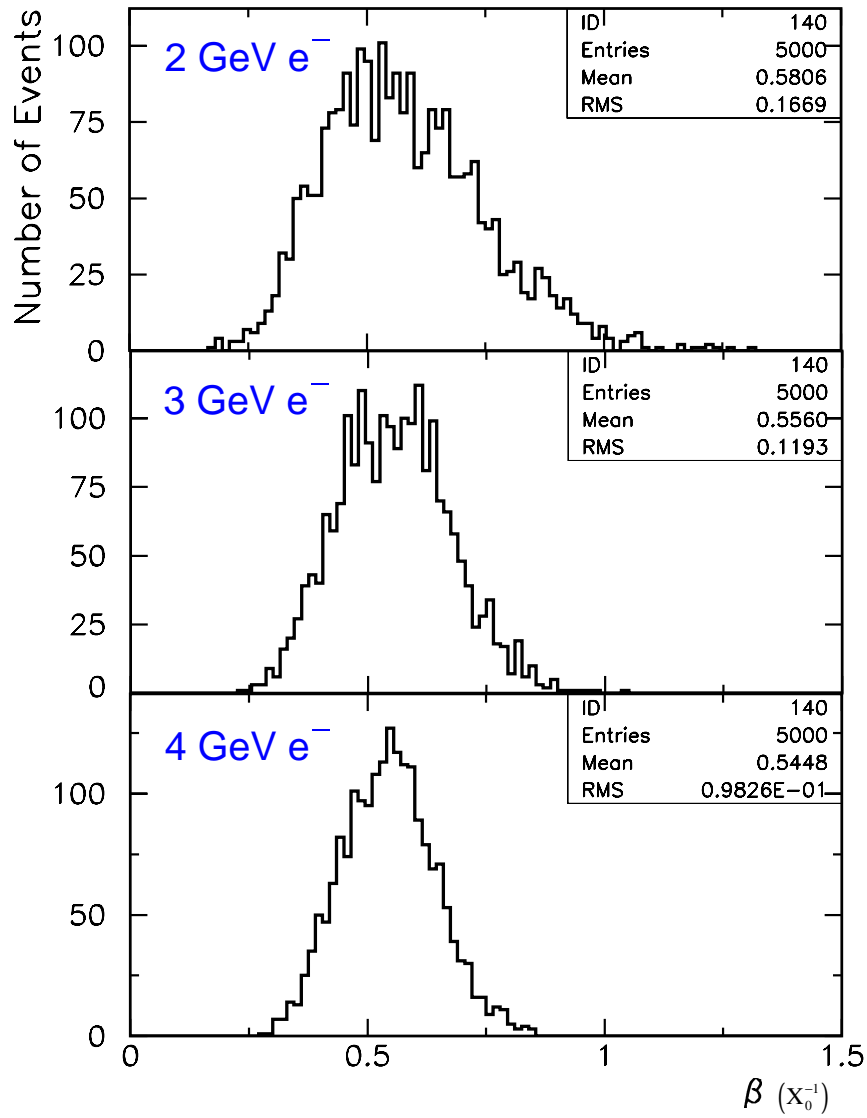 Number of Events
2 GeV e⁻
ID 140
Entries 5000
Mean 0.5806
RMS 0.1669
100
75
50
25
0
3 GeV e⁻
ID 140
Entries 5000
Mean 0.5560
RMS 0.1193
100
75
50
25
0
4 GeV e⁻
ID 140
Entries 5000
Mean 0.5448
RMS 0.9826E-01
100
50
0
0 0.5 1 1.5
β (X₀⁻¹)